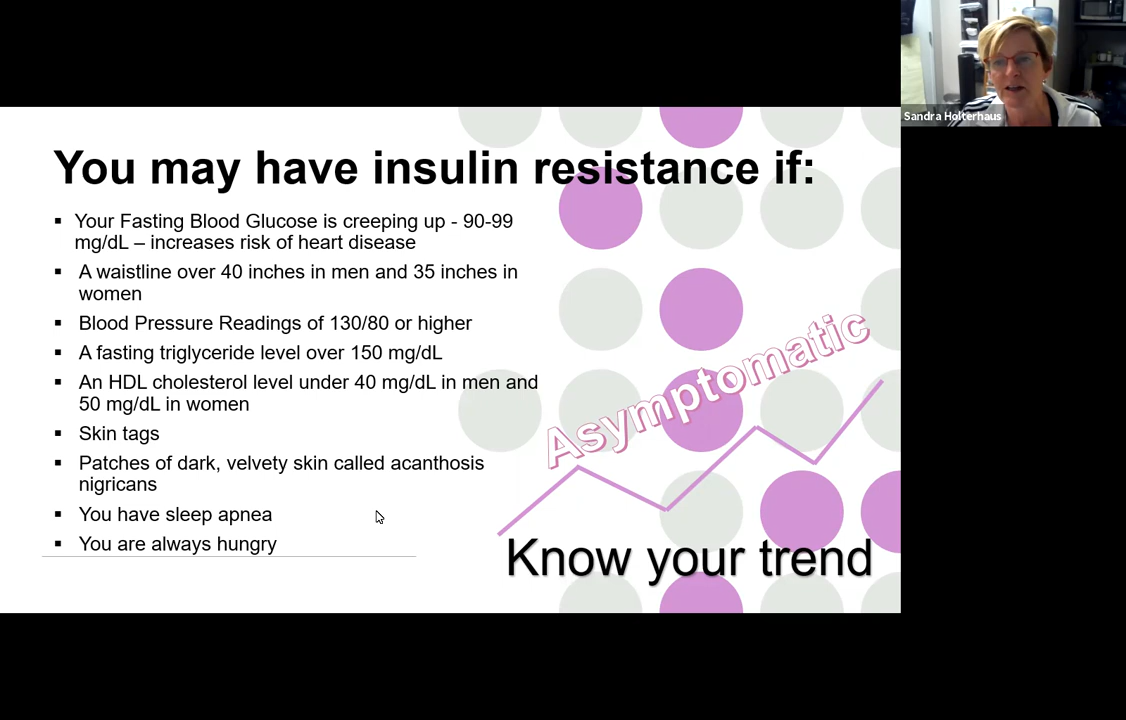 Sandra Holterhaus
You may have insulin resistance if:
▪ Your Fasting Blood Glucose is creeping up - 90-99
mg/dL – increases risk of heart disease
▪ A waistline over 40 inches in men and 35 inches in
women
▪ Blood Pressure Readings of 130/80 or higher
▪ A fasting triglyceride level over 150 mg/dL
▪ An HDL cholesterol level under 40 mg/dL in men and
50 mg/dL in women
▪ Skin tags
▪ Patches of dark, velvety skin called acanthosis
nigricans
▪ You have sleep apnea
▪ You are always hungry
Asymptomatic
Know your trend